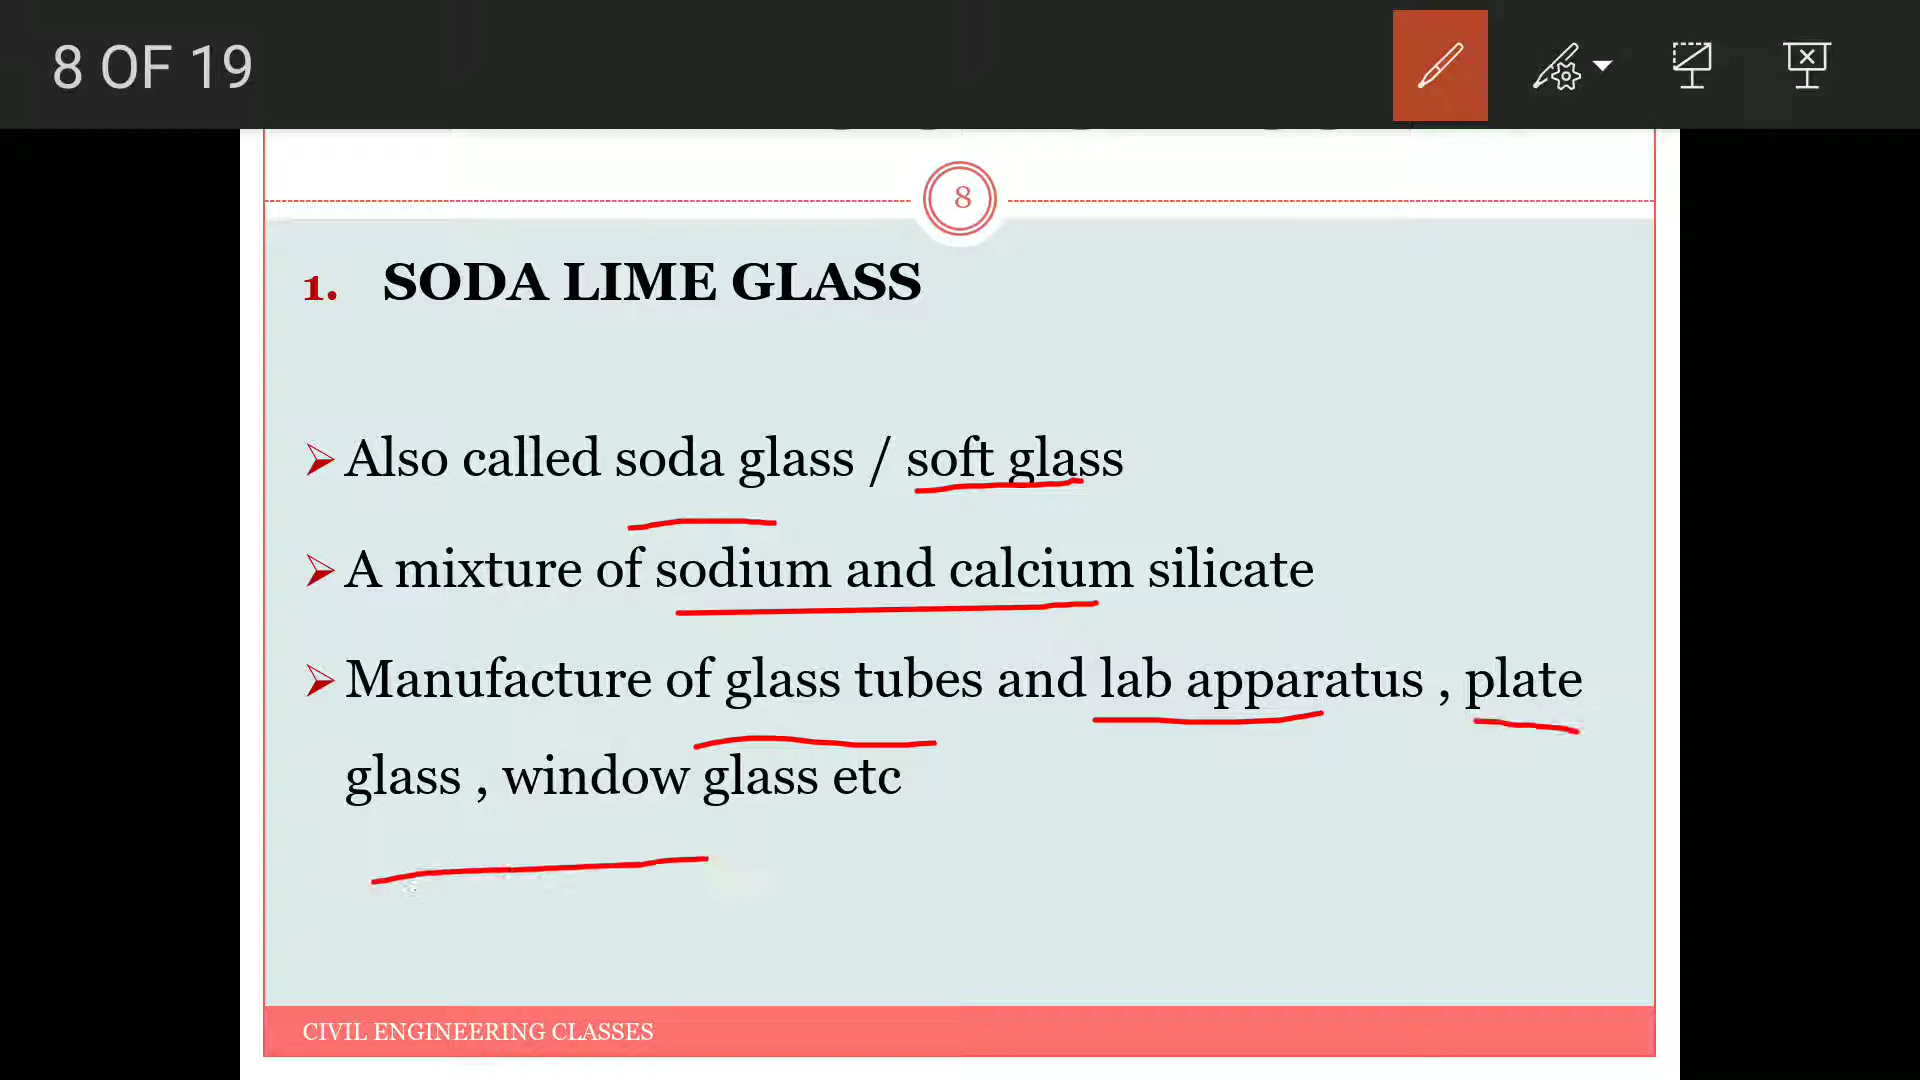 8 OF 19
8
1. SODA LIME GLASS
Also called soda glass / soft glass
A mixture of sodium and calcium silicate
Manufacture of glass tubes and lab apparatus , plate
glass , window glass etc
CIVIL ENGINEERING CLASSES